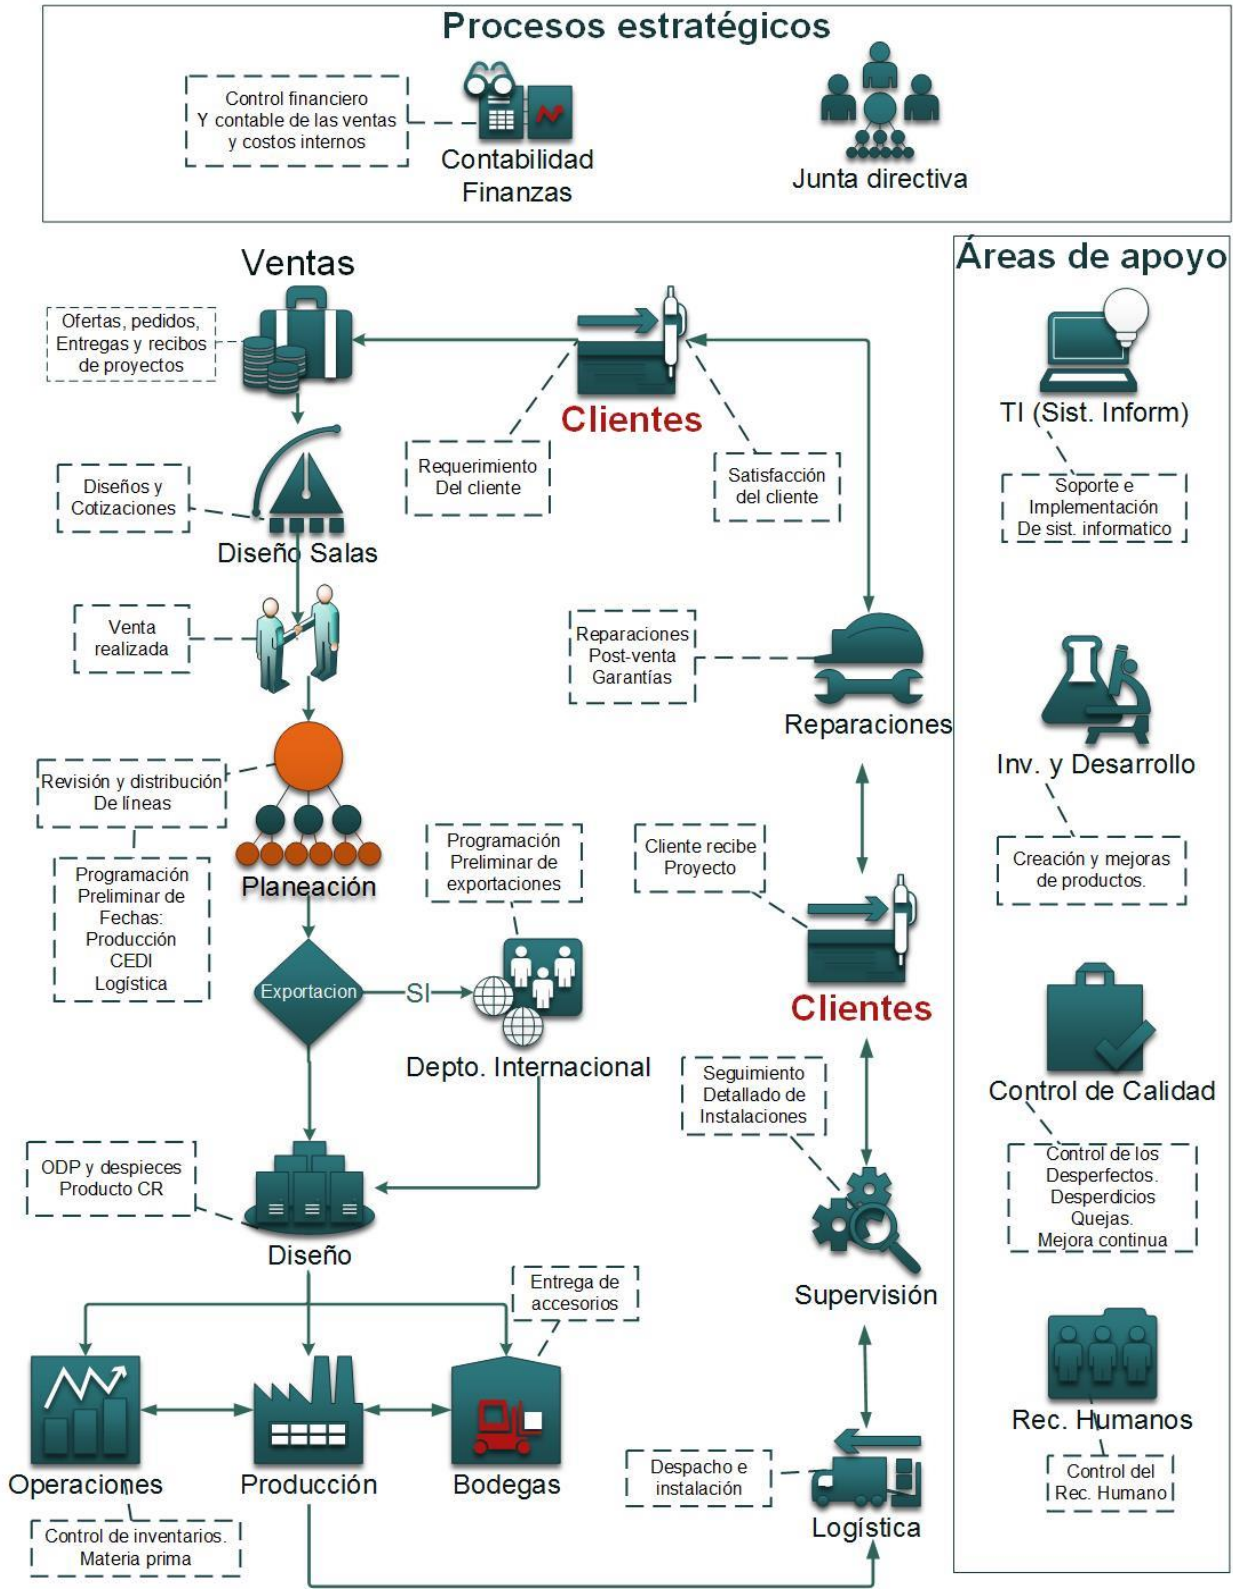 Procesos estratégicos
Control financiero
Y contable de las ventas
y costos internos
Contabilidad
Finanzas
Junta directiva
Ventas
Ofertas, pedidos,
Entregas y recibos
de proyectos
Clientes
Requerimiento
Del cliente
Satisfacción
del cliente
Diseños y
Cotizaciones
Diseño Salas
Venta
realizada
Reparaciones
Post-venta
Garantías
Reparaciones
Revisión y distribución
De líneas
Programación
Preliminar de
Fechas:
Producción
CEDI
Logística
Planeación
Programación
Preliminar de
exportaciones
Cliente recibe
Proyecto
Clientes
Exportacion
SI
Depto. Internacional
Seguimiento
Detallado de
Instalaciones
ODP y despieces
Producto CR
Diseño
Supervisión
Entrega de
accesorios
Operaciones
Producción
Bodegas
Control de inventarios.
Materia prima
Despacho e
instalación
Logística
Áreas de apoyo
TI (Sist. Inform)
Soporte e
Implementación
De sist. informatico
Inv. y Desarrollo
Creación y mejoras
de productos.
Control de Calidad
Control de los
Desperfectos.
Desperdicios
Quejas.
Mejora continua
Rec. Humanos
Control del
Rec. Humano